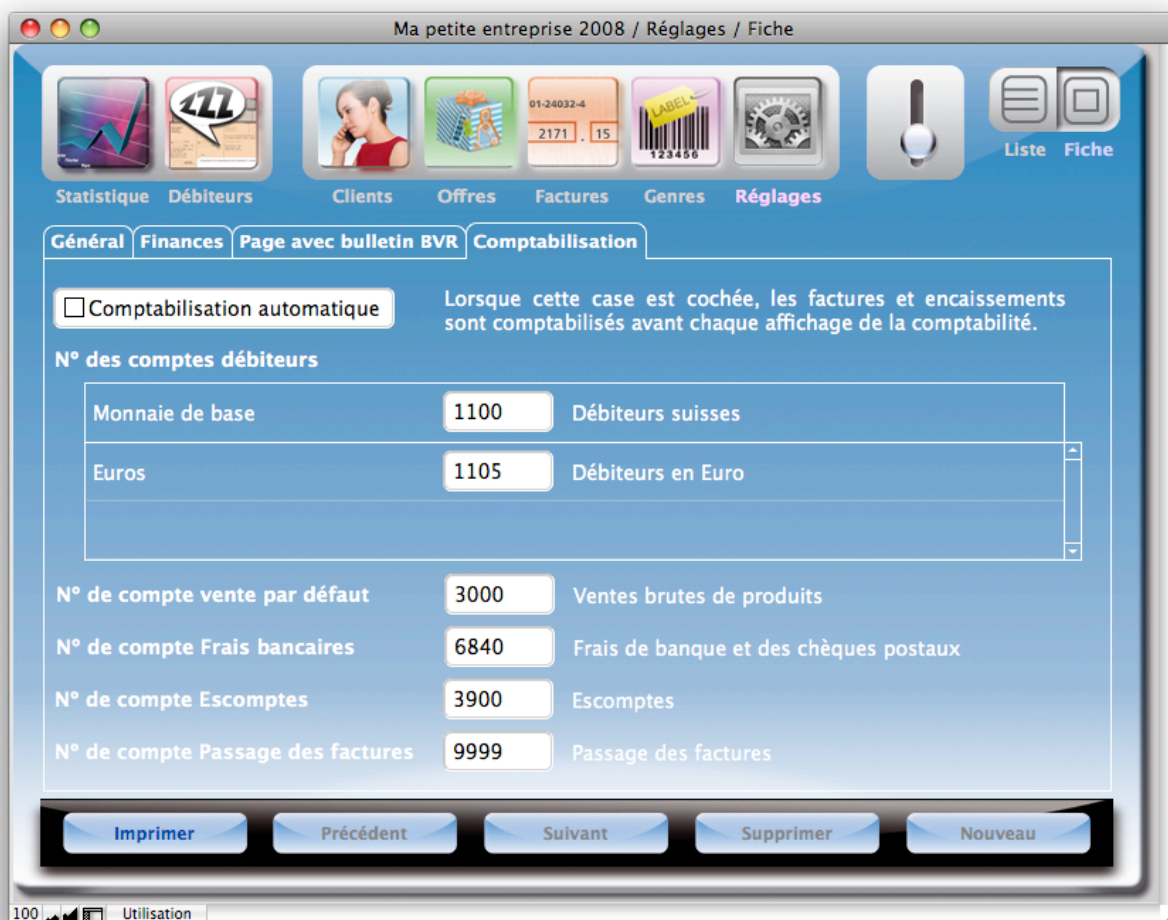 Ma petite entreprise 2008 / Réglages / Fiche
ZZZ
01-24032-4
2171 . 15
LABEL
123456
Liste Fiche
Statistique Débiteurs Clients Offres Factures Genres Réglages
Général Finances Page avec bulletin BVR Comptabilisation
Comptabilisation automatique
Lorsque cette case est cochée, les factures et encaissements
sont comptabilisés avant chaque affichage de la comptabilité.
N° des comptes débiteurs
Monnaie de base 1100 Débiteurs suisses
Euros 1105 Débiteurs en Euro
N° de compte vente par défaut 3000 Ventes brutes de produits
N° de compte Frais bancaires 6840 Frais de banque et des chèques postaux
N° de compte Escomptes 3900 Escomptes
N° de compte Passage des factures 9999 Passage des factures
Imprimer Précédent Suivant Supprimer Nouveau
100 Utilisation